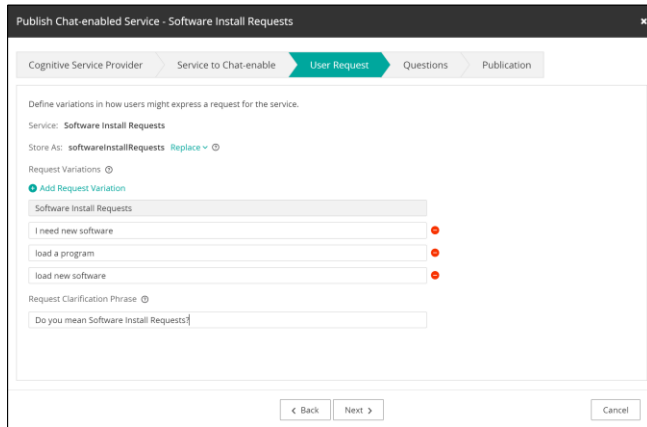 Publish Chat-enabled Service - Software Install Requests
Cognitive Service Provider Service to Chat-enable User Request Questions Publication
Define variations in how users might express a request for the service.
Service: Software Install Requests
Store As: softwareInstallRequests Replace
Request Variations
Add Request Variation
Software Install Requests
I need new software
load a program
load new software
Request Clarification Phrase
Do you mean Software Install Requests?
Back Next Cancel